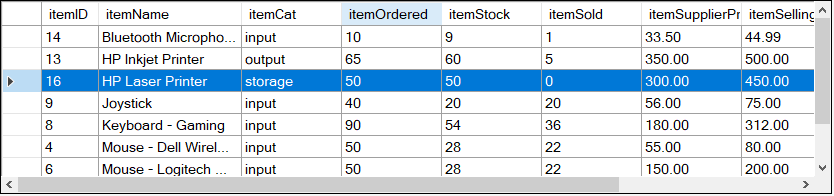 itemID itemName itemCat itemOrdered itemStock itemSold itemSupplierPr itemSelling
14 Bluetooth Micropho... input 10 9 1 33.50 44.99
13 HP Inkjet Printer output 65 60 5 350.00 500.00
16 HP Laser Printer storage 50 50 0 300.00 450.00
9 Joystick input 40 20 20 56.00 75.00
8 Keyboard - Gaming input 90 54 36 180.00 312.00
4 Mouse - Dell Wirel... input 50 28 22 55.00 80.00
6 Mouse - Logitech ... input 50 28 22 150.00 200.00